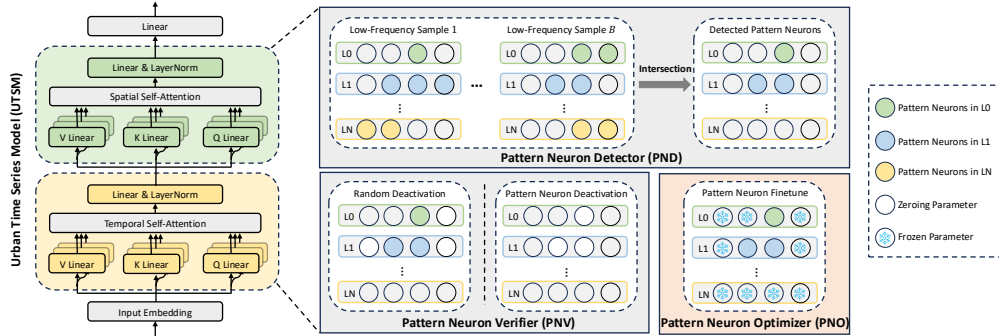 Urban Time Series Model (UTSM)
Linear
Linear & LayerNorm
Spatial Self-Attention
V Linear
K Linear
Q Linear
Linear & LayerNorm
Temporal Self-Attention
V Linear
K Linear
Q Linear
Input Embedding
Low-Frequency Sample 1
L0
L1
LN
...
Low-Frequency Sample B
Intersection
Detected Pattern Neurons
L0
L1
LN
Pattern Neuron Detector (PND)
Random Deactivation
L0
L1
LN
Pattern Neuron Deactivation
Pattern Neuron Verifier (PNV)
Pattern Neuron Finetune
L0
L1
LN
Pattern Neuron Optimizer (PNO)
Pattern Neurons in L0
Pattern Neurons in L1
Pattern Neurons in LN
Zeroing Parameter
Frozen Parameter